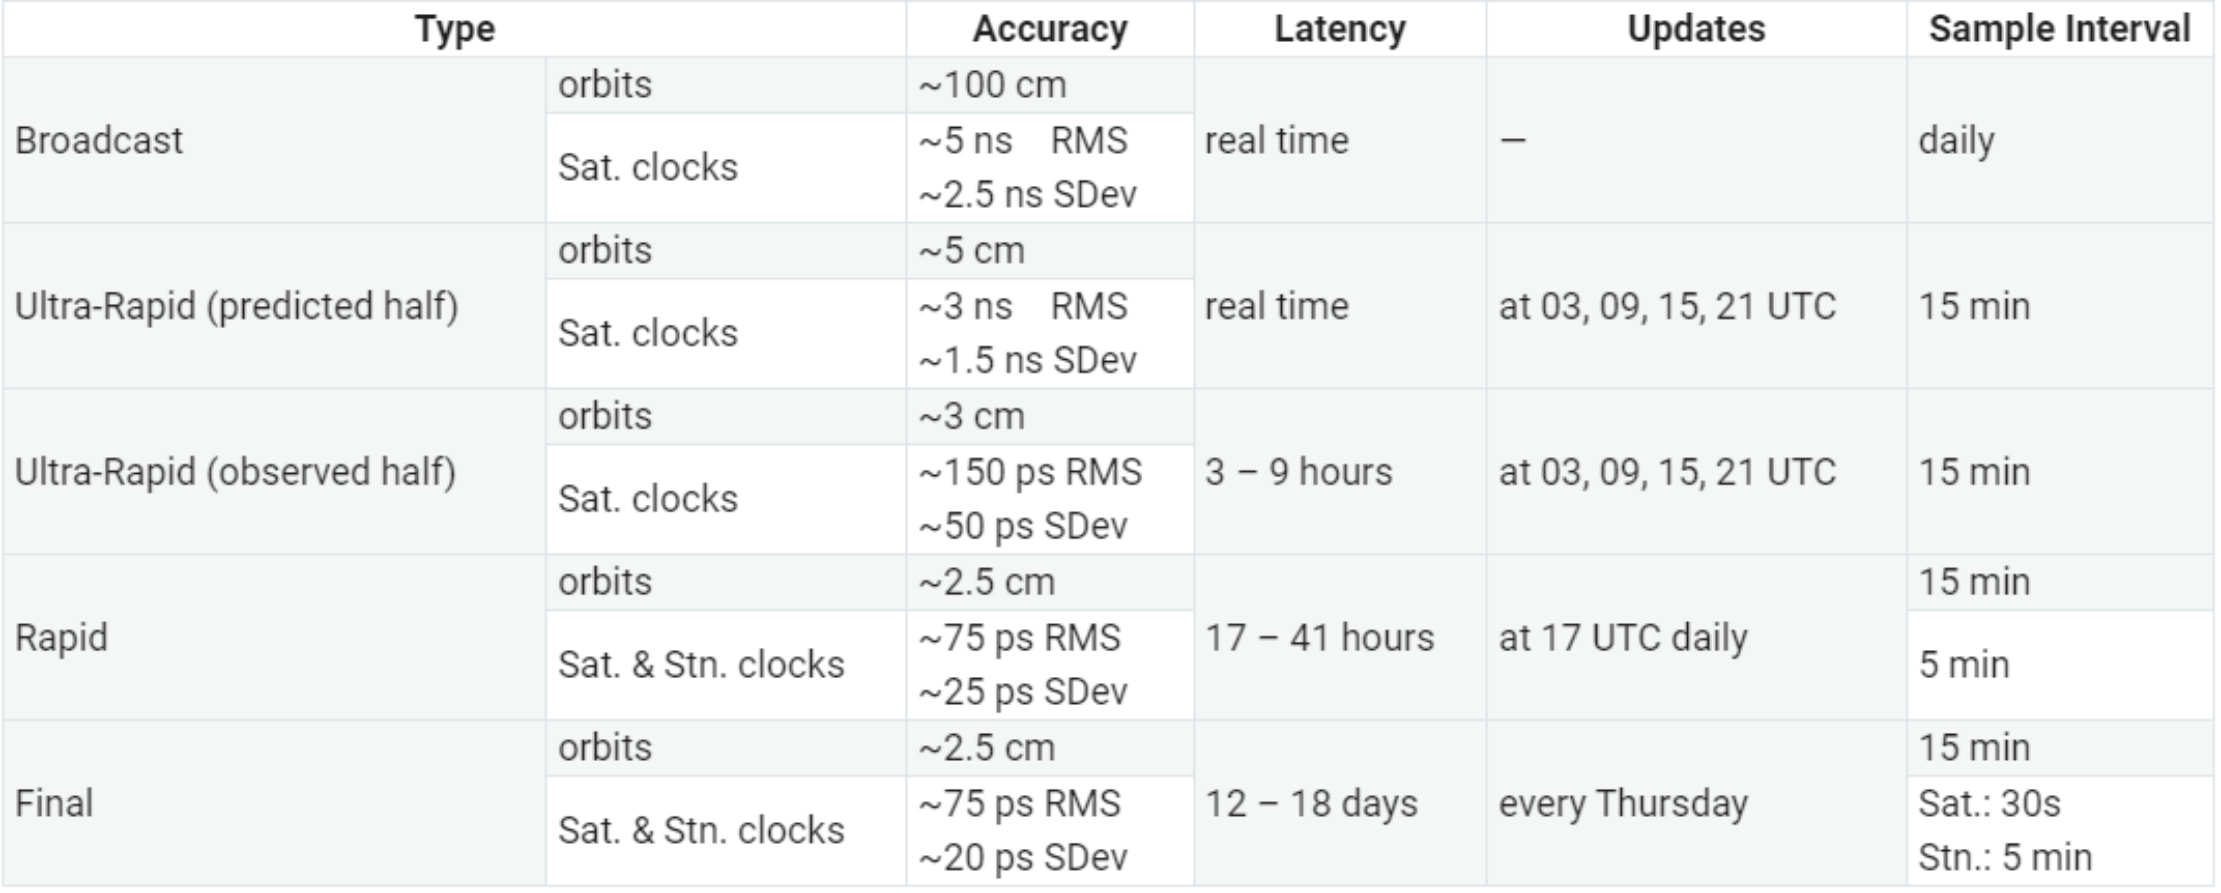 Type Accuracy Latency Updates Sample Interval
Broadcast orbits ~100 cm real time — daily
Sat. clocks ~5 ns RMS
~2.5 ns SDev
Ultra-Rapid (predicted half) orbits ~5 cm real time at 03, 09, 15, 21 UTC 15 min
Sat. clocks ~3 ns RMS
~1.5 ns SDev
Ultra-Rapid (observed half) orbits ~3 cm 3 – 9 hours at 03, 09, 15, 21 UTC 15 min
Sat. clocks ~150 ps RMS
~50 ps SDev
Rapid orbits ~2.5 cm 17 – 41 hours at 17 UTC daily 15 min
Sat. & Stn. clocks ~75 ps RMS 5 min
~25 ps SDev
Final orbits ~2.5 cm 12 – 18 days every Thursday 15 min
Sat. & Stn. clocks ~75 ps RMS Sat.: 30s
~20 ps SDev Stn.: 5 min